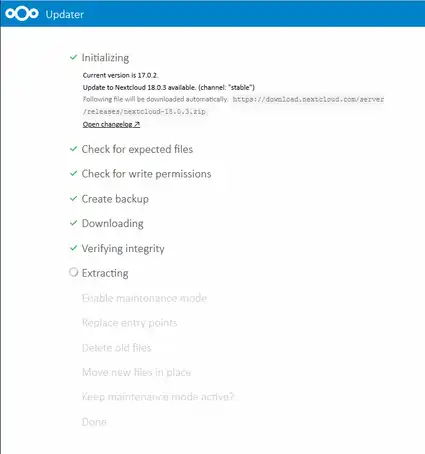 Updater
Initializing
Current version is 17.0.2.
Update to Nextcloud 18.0.3 available. (channel: "stable")
Following file will be downloaded automatically: https://download.nextcloud.com/server
/releases/nextcloud-18.0.3.zip
Open changelog ↗
Check for expected files
Check for write permissions
Create backup
Downloading
Verifying integrity
Extracting
Enable maintenance mode
Replace entry points
Delete old files
Move new files in place
Keep maintenance mode active?
Done